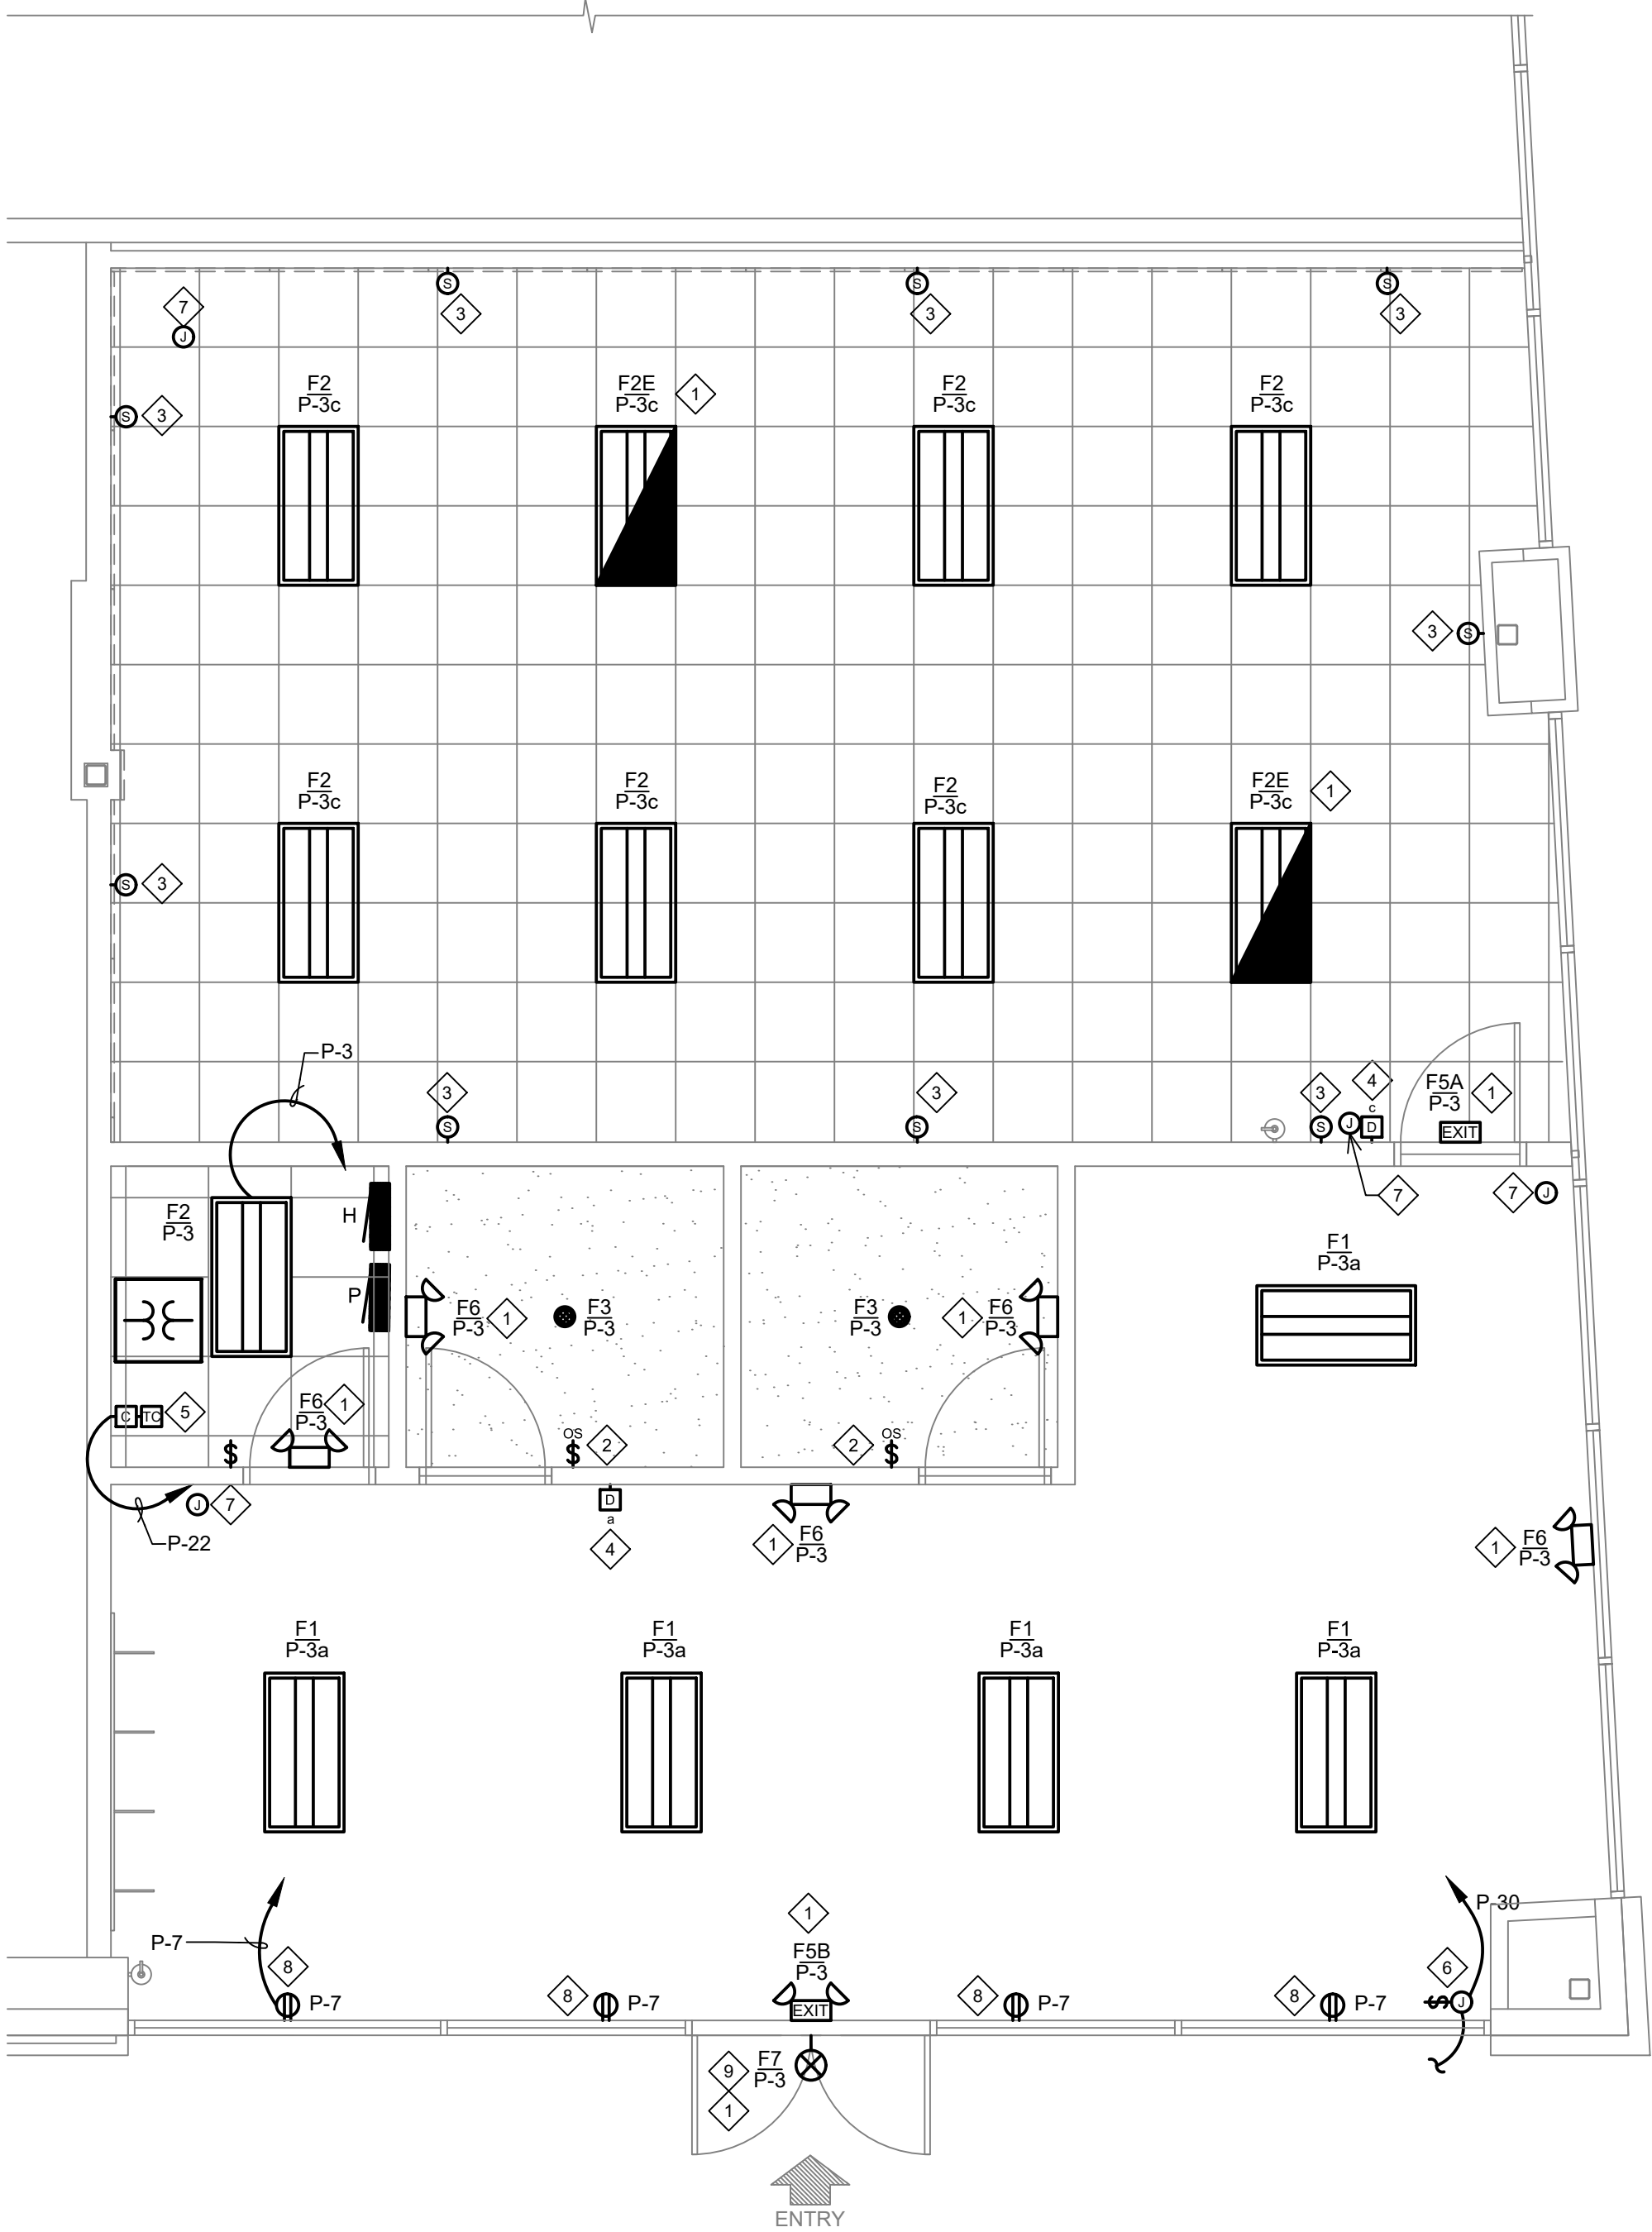 S
S
S
7
3
3
3
J
F2
P-3c
F2E
P-3c
1
F2
P-3c
F2
P-3c
S
3
3
S
F2
P-3c
F2
P-3c
F2
P-3c
F2E
P-3c
1
S
3
P-3
3
3
3
4
c
F5A
P-3
1
S
S
S
J
D
EXIT
7
7
J
F2
P-3
H
P
F1
P-3a
F6
P-3
1
F3
P-3
F3
P-3
1
F6
P-3
C
TC
5
F6
P-3
1
$
OS
$
2
2
OS
$
J
7
D
a
4
P-22
1
F6
P-3
1
F6
P-3
F1
P-3a
F1
P-3a
F1
P-3a
F1
P-3a
P-7
8
P-7
8
P-7
1
F5B
P-3
EXIT
8
P-7
8
P-7
P-30
6
$
J
9
F7
P-3
1
ENTRY